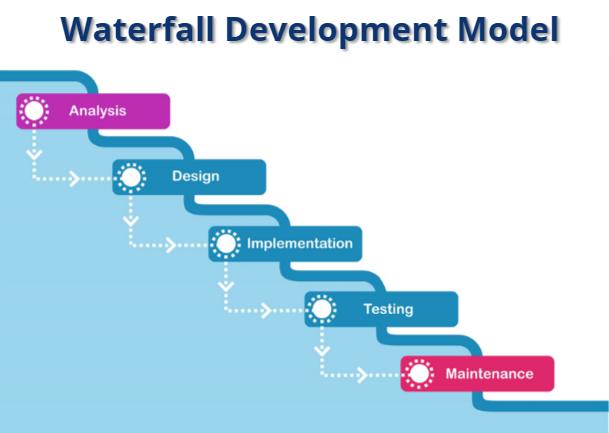 Waterfall Development Model
Analysis
Design
Implementation
Testing
Maintenance